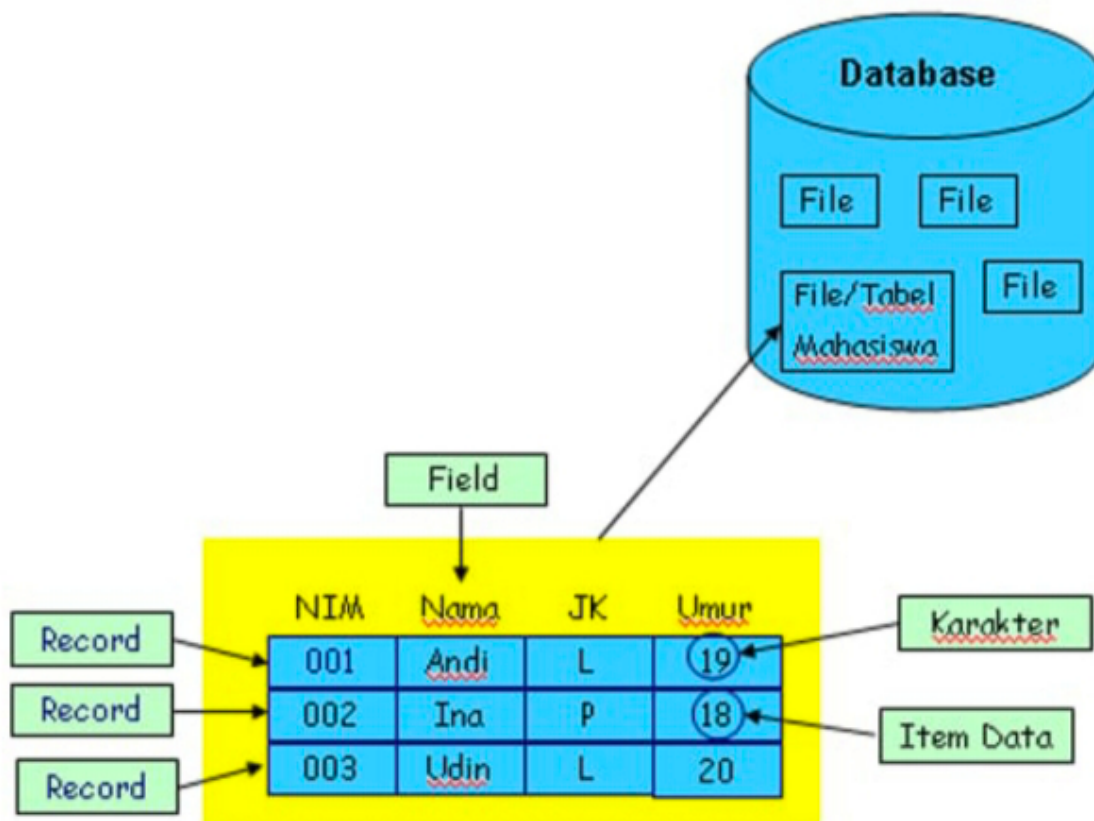 Database
File
File
File/Tabel
Mahasiswa
File
Field
NIM Nama JK Umur
Record
001 Andi L 19
Karakter
Record
002 Ina P 18
Item Data
Record
003 Udin L 20